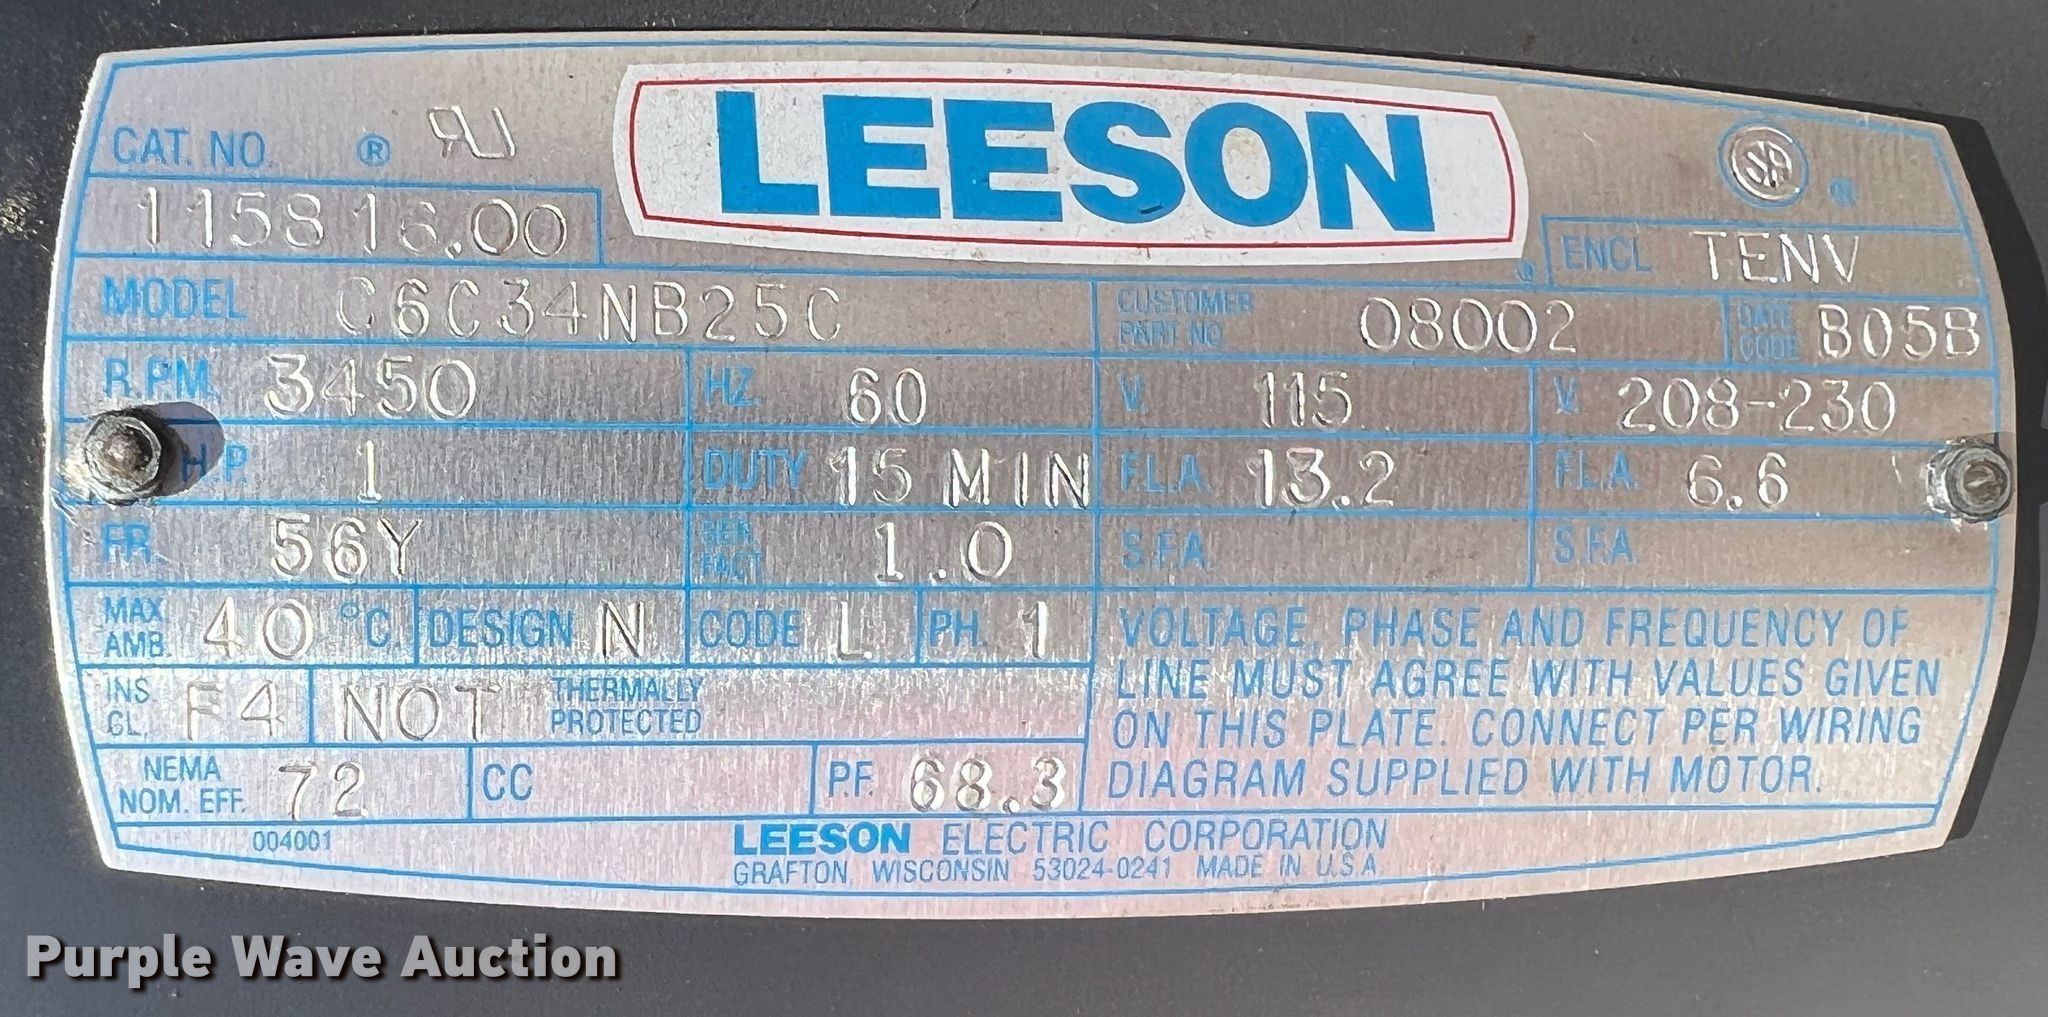 LEESON
CAT. NO. ®
115816.00
ENCL TENV
MODEL C6C34NB25C
CUSTOMER PART NO 08002
DATE CODE B05B
R.P.M. 3450 HZ. 60 V. 115 V. 208-230
H.P. 1 DUTY 15 MIN F.L.A. 13.2 F.L.A. 6.6
FR. 56Y SER. FACT 1.0 S.F.A. S.F.A.
MAX AMB. 40 °C DESIGN N CODE L PH. 1
INS CL. F4 NOT THERMALLY PROTECTED
NEMA NOM. EFF. 72 CC P.F. 68.3
VOLTAGE, PHASE AND FREQUENCY OF
LINE MUST AGREE WITH VALUES GIVEN
ON THIS PLATE. CONNECT PER WIRING
DIAGRAM SUPPLIED WITH MOTOR.
004001
LEESON ELECTRIC CORPORATION
GRAFTON, WISCONSIN 53024-0241 MADE IN U.S.A.
Purple Wave Auction